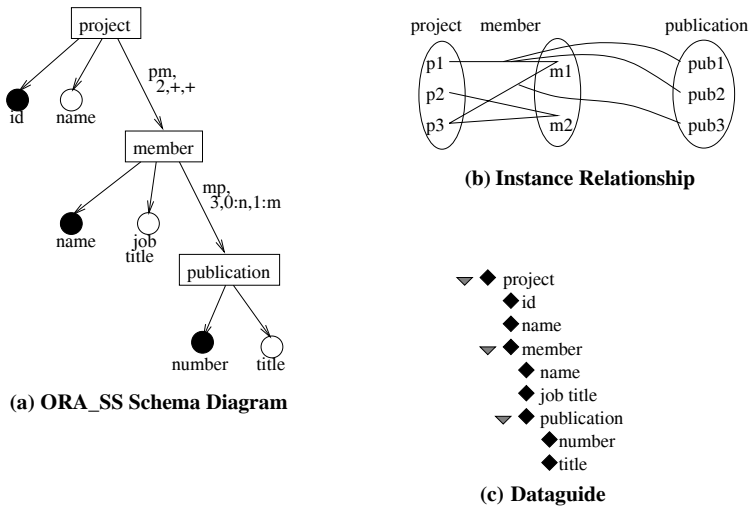 project
pm,
2,+,+
id
name
member
mp,
3,0:n,1:m
name
job
title
publication
number
title
(a) ORA_SS Schema Diagram
project
member
publication
p1
p2
p3
m1
m2
pub1
pub2
pub3
(b) Instance Relationship
project
id
name
member
name
job title
publication
number
title
(c) Dataguide